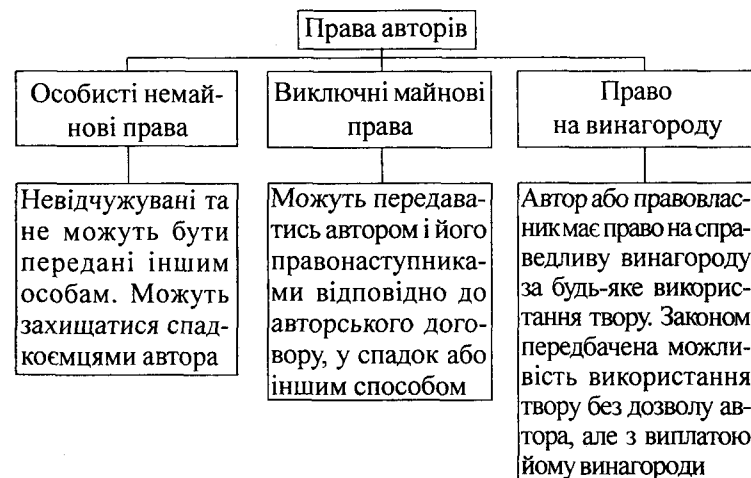 Права авторів
Особисті немай-
нові права
Виключні майнові
права
Право
на винагороду
Невідчужувані та
не можуть бути
передані іншим
особам. Можуть
захищатися спад-
коємцями автора
Можуть передава-
тись автором і його
правонаступника-
ми відповідно до
авторського дого-
вору, у спадок або
іншим способом
Автор або правовлас-
ник має право на спра-
ведливу винагороду
за будь-яке викорис-
тання твору. Законом
передбачена можли-
вість використання
твору без дозволу ав-
тора, але з виплатою
йому винагороди